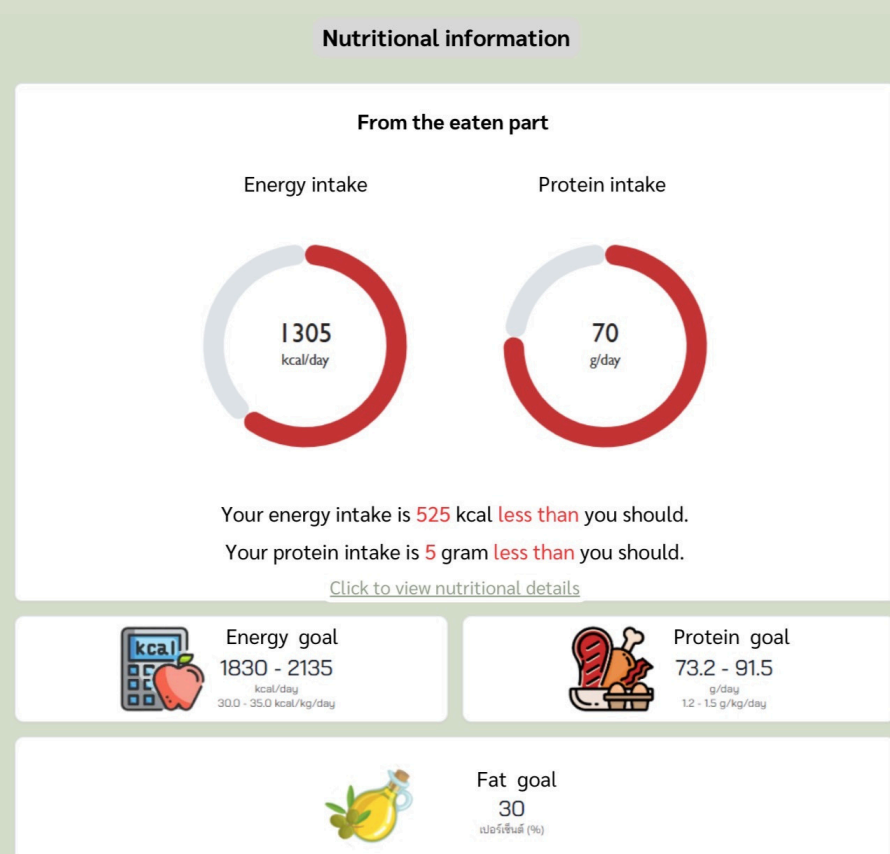 Nutritional information
From the eaten part
Energy intake
Protein intake
1305
kcal/day
70
g/day
Your energy intake is 525 kcal less than you should.
Your protein intake is 5 gram less than you should.
Click to view nutritional details
kcal
Energy goal
1830 - 2135
kcal/day
30.0 - 35.0 kcal/kg/day
Protein goal
73.2 - 91.5
g/day
1.2 - 1.5 g/kg/day
Fat goal
30
เปอร์เซ็นต์ (%)